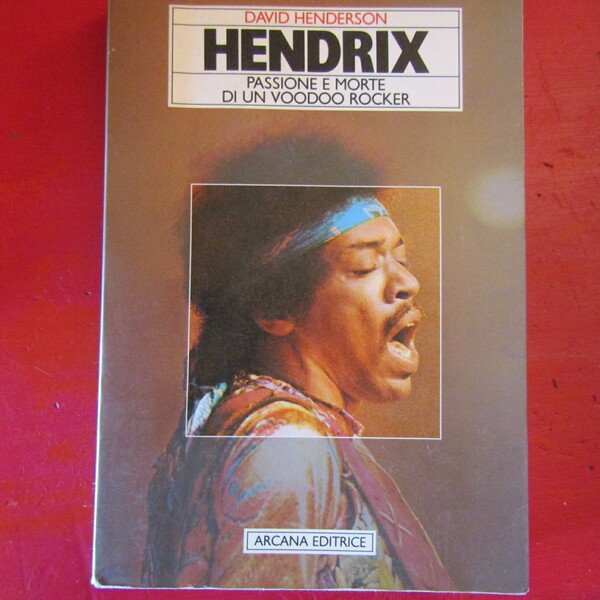 DAVID HENDERSON
HENDRIX
PASSIONE E MORTE
DI UN VOODOO ROCKER
ARCANA EDITRICE